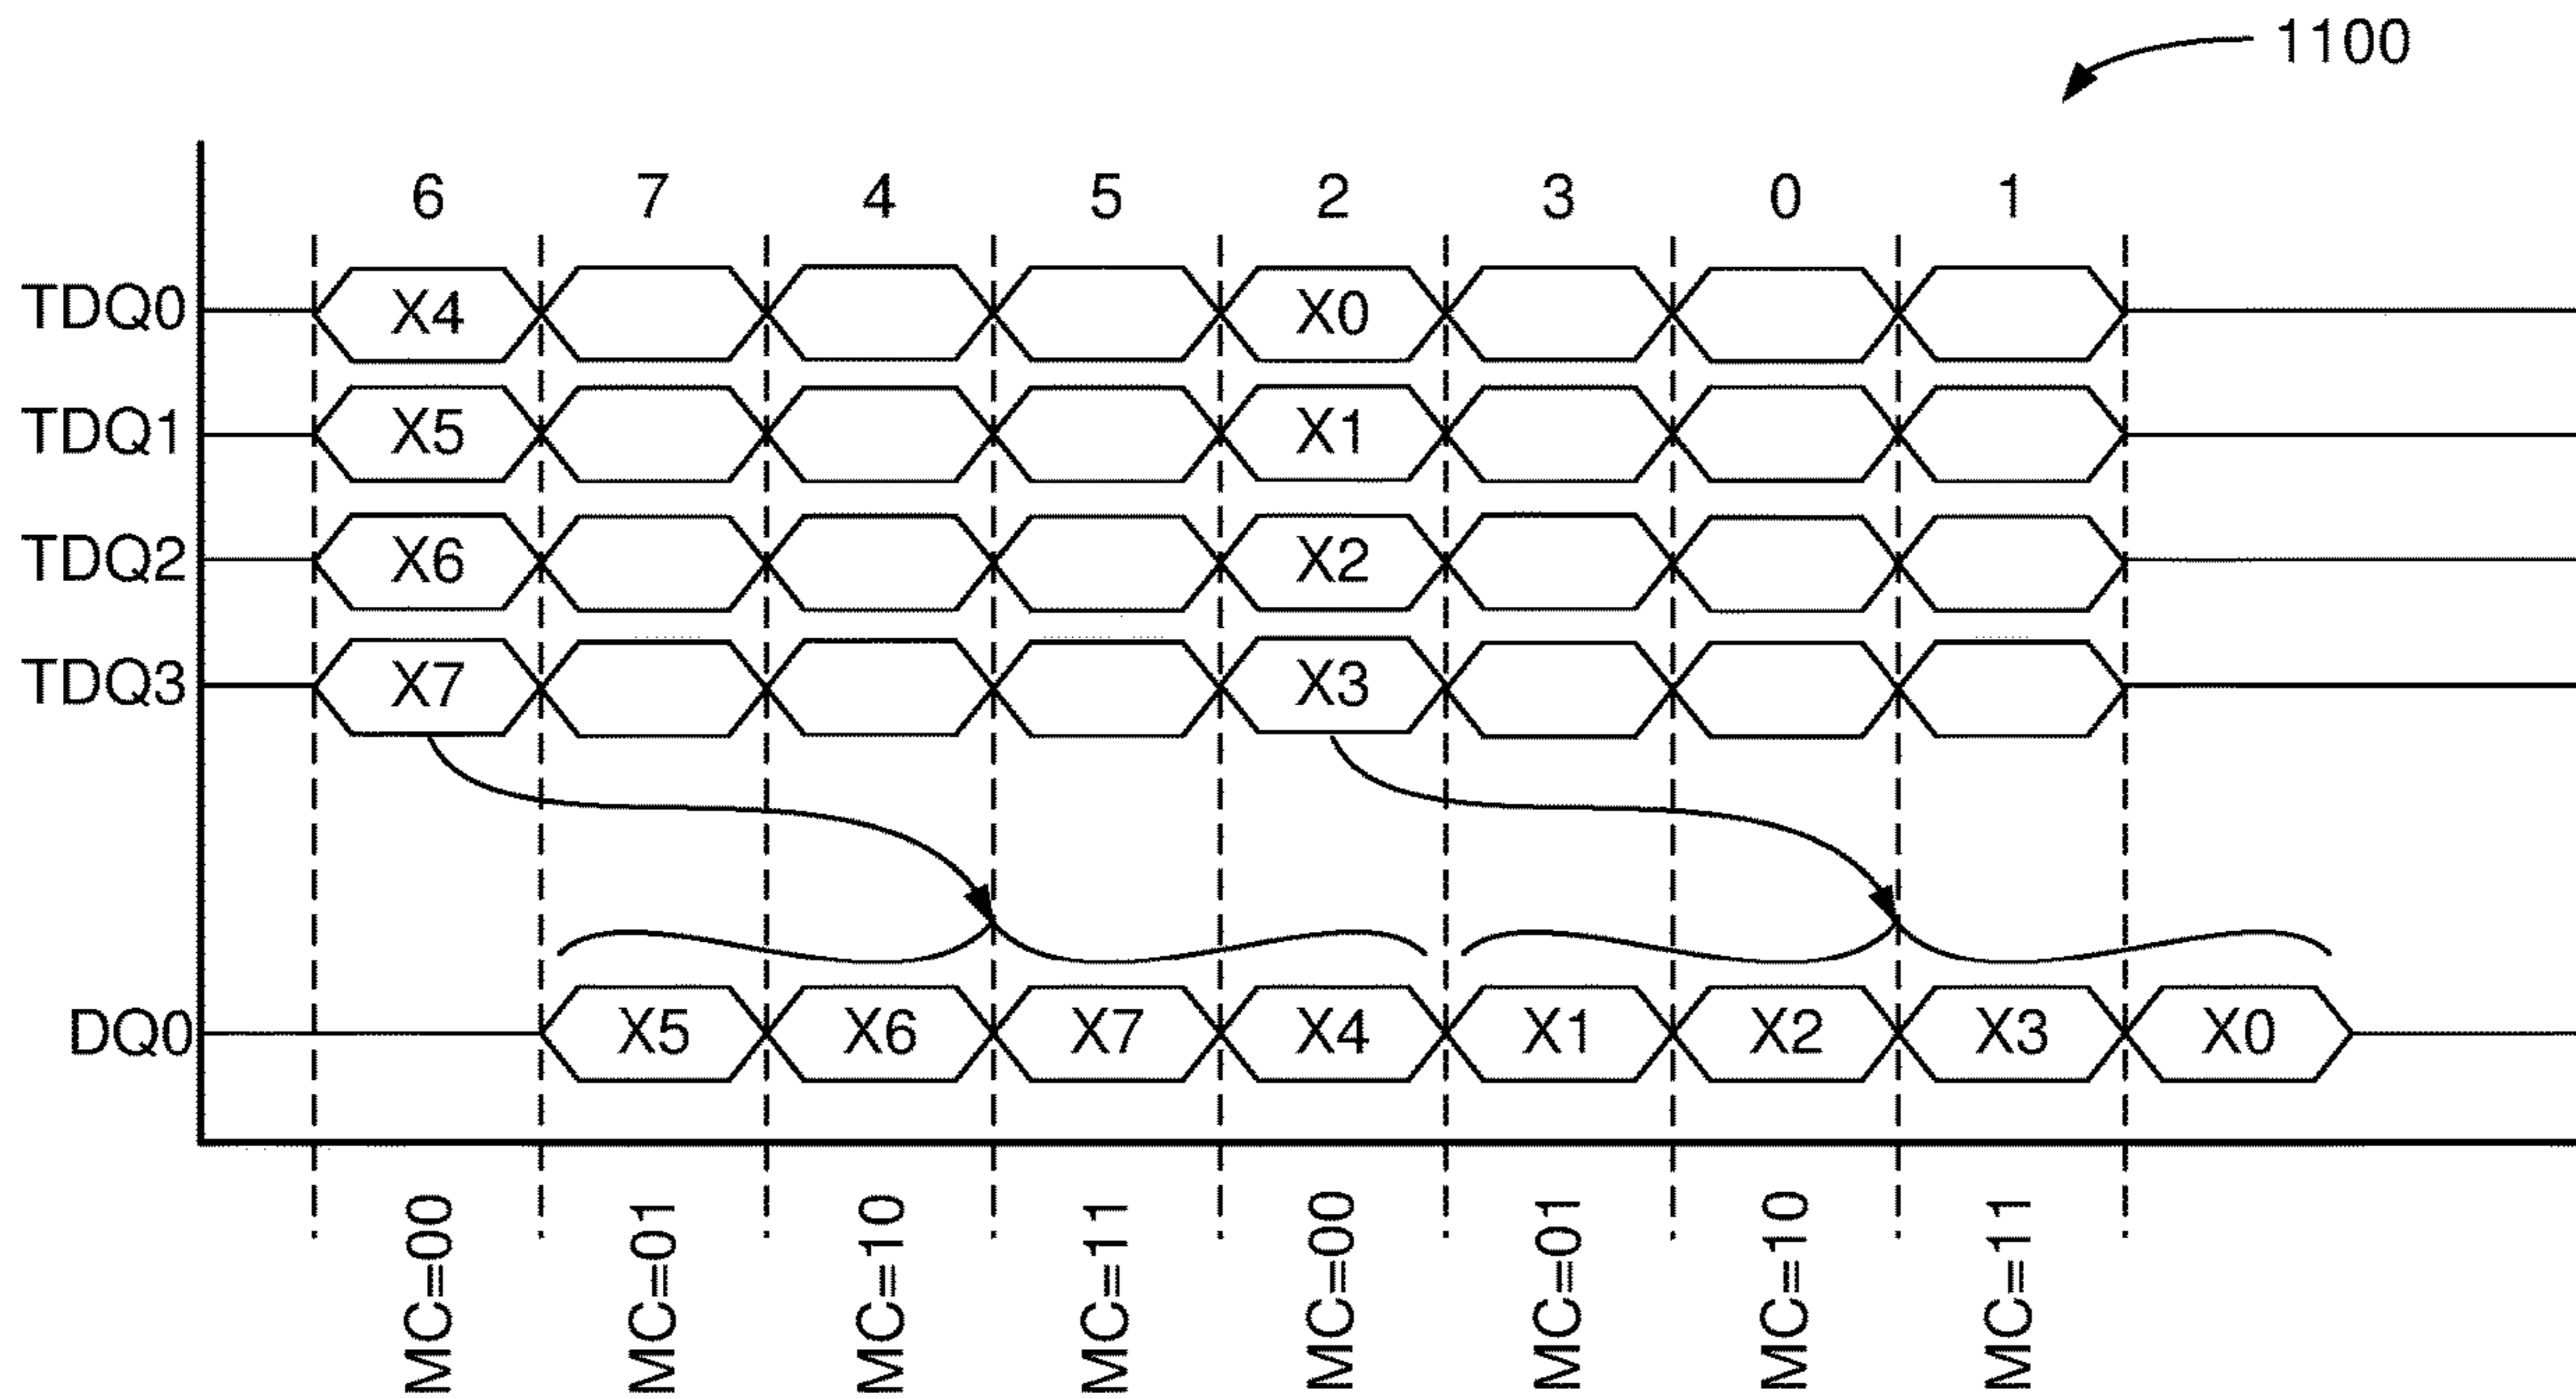 1100
6 7 4 5 2 3 0 1
TDQ0 X4 X0
TDQ1 X5 X1
TDQ2 X6 X2
TDQ3 X7 X3
DQ0 X5 X6 X7 X4 X1 X2 X3 X0
MC=00 MC=01 MC=10 MC=11 MC=00 MC=01 MC=10 MC=11